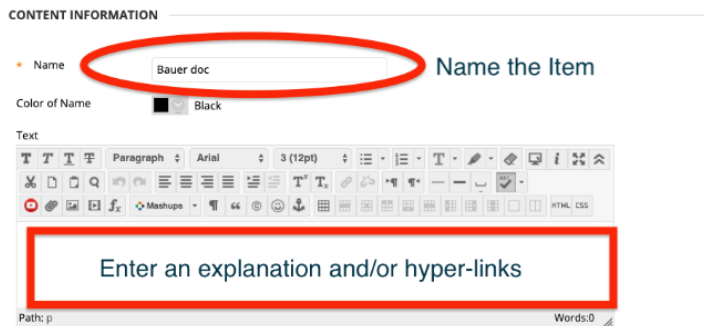 CONTENT INFORMATION
* Name Bauer doc Name the Item
Color of Name Black
Text
T T T T Paragraph Arial 3 (12pt) T i
T T
fx Mashups ¶ “ © HTML CSS
Enter an explanation and/or hyper-links
Path: p Words:0